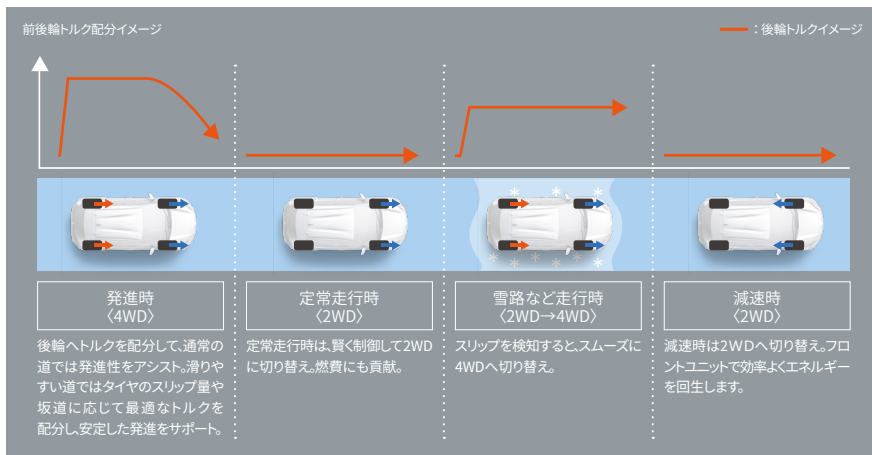 前後輪トルク配分イメージ
：後輪トルクイメージ
発進時
〈4WD〉
後輪へトルクを配分して、通常の
道では発進性をアシスト。滑りや
すい道ではタイヤのスリップ量や
坂道に応じて最適なトルクを
配分し、安定した発進をサポート。
定常走行時
〈2WD〉
定常走行時は、賢く制御して2WD
に切り替え。燃費にも貢献。
雪路など走行時
〈2WD→4WD〉
スリップを検知すると、スムーズに
4WDへ切り替え。
減速時
〈2WD〉
減速時は2WDへ切り替え。フロ
ントユニットで効率よくエネルギー
を回生します。